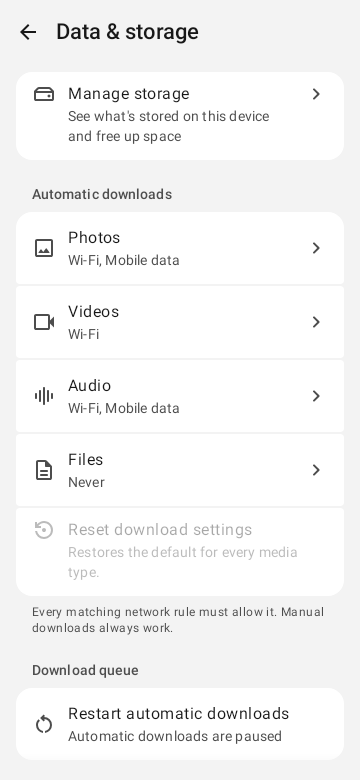 Data & storage
Manage storage
See what's stored on this device
and free up space
Automatic downloads
Photos
Wi-Fi, Mobile data
Videos
Wi-Fi
Audio
Wi-Fi, Mobile data
Files
Never
Reset download settings
Restores the default for every media
type.
Every matching network rule must allow it. Manual
downloads always work.
Download queue
Restart automatic downloads
Automatic downloads are paused